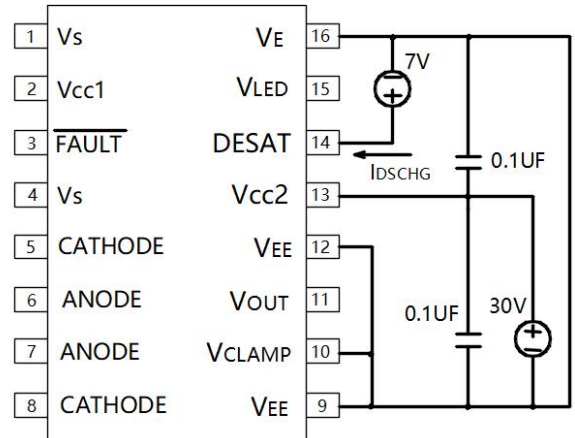 1 Vs VE 16
7V
2 Vcc1 VLED 15
3 FAULT DESAT 14
IDSCHG
0.1UF
4 Vs Vcc2 13
5 CATHODE VEE 12
6 ANODE VOUT 11
0.1UF
30V
7 ANODE VCLAMP 10
8 CATHODE VEE 9